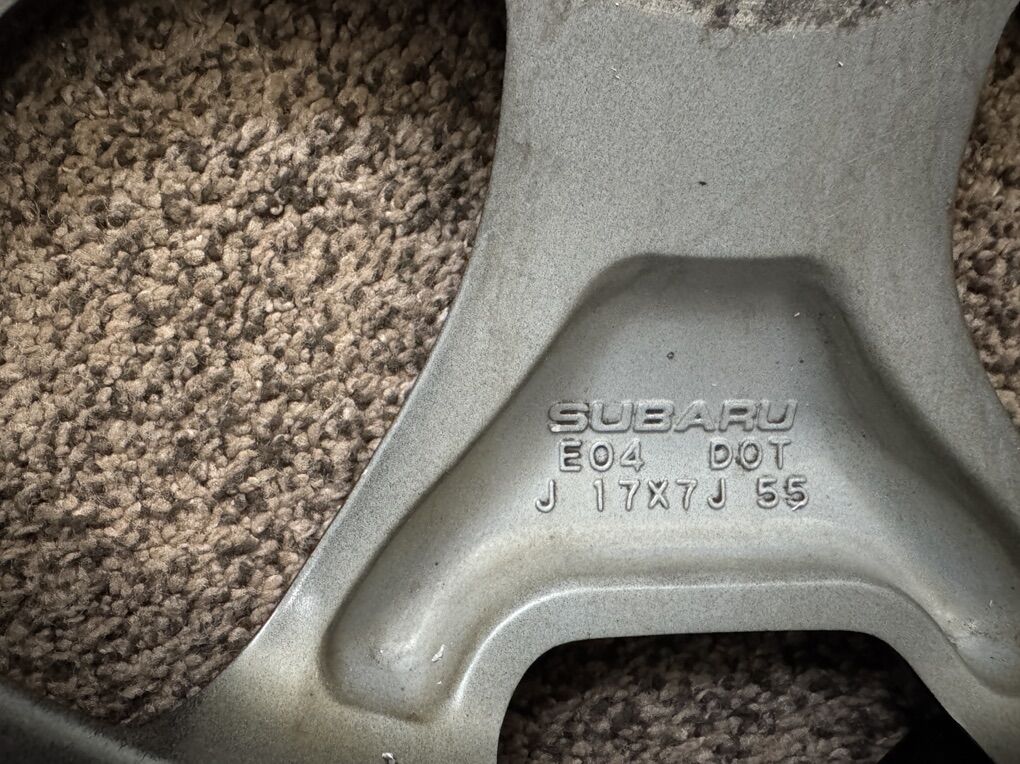 SUBARU
E04 DOT
J 17X7J 55